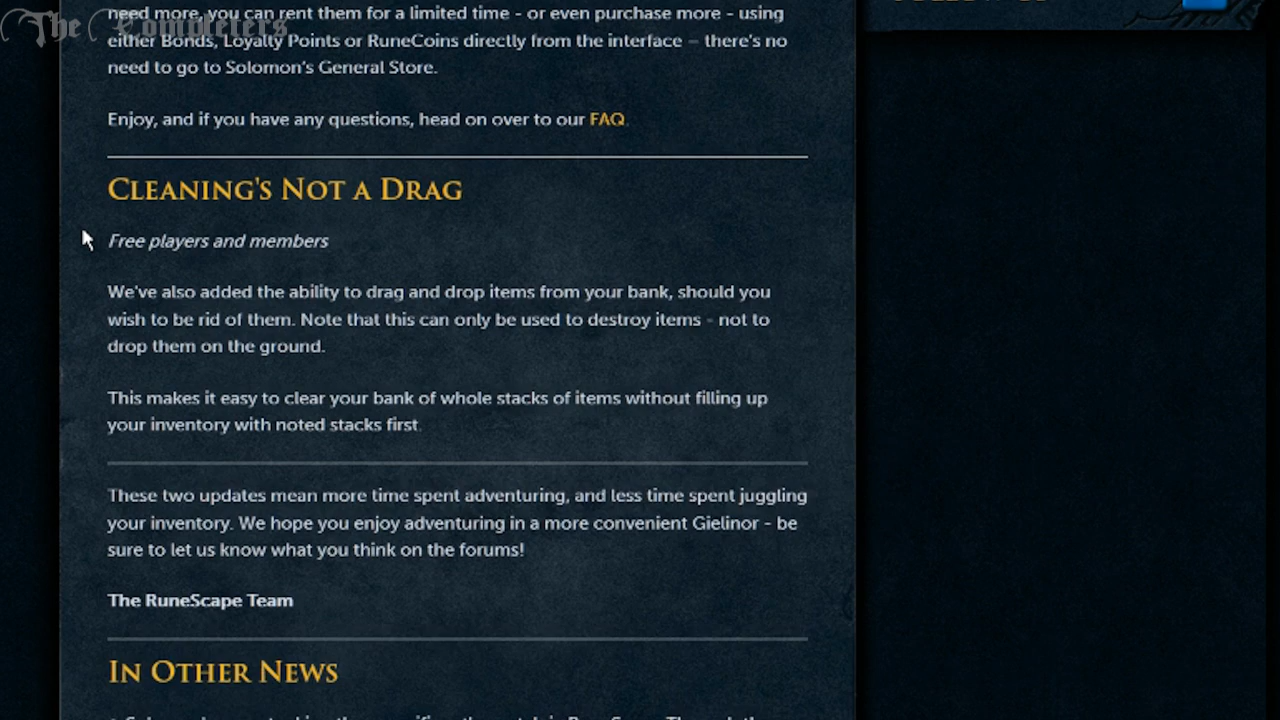 The Completers
need more, you can rent them for a limited time - or even purchase more - using
either Bonds, Loyalty Points or RuneCoins directly from the interface – there's no
need to go to Solomon's General Store.
Enjoy, and if you have any questions, head on over to our FAQ.
Cleaning's Not a Drag
Free players and members
We've also added the ability to drag and drop items from your bank, should you
wish to be rid of them. Note that this can only be used to destroy items - not to
drop them on the ground.
This makes it easy to clear your bank of whole stacks of items without filling up
your inventory with noted stacks first.
These two updates mean more time spent adventuring, and less time spent juggling
your inventory. We hope you enjoy adventuring in a more convenient Gielinor - be
sure to let us know what you think on the forums!
The RuneScape Team
In Other News